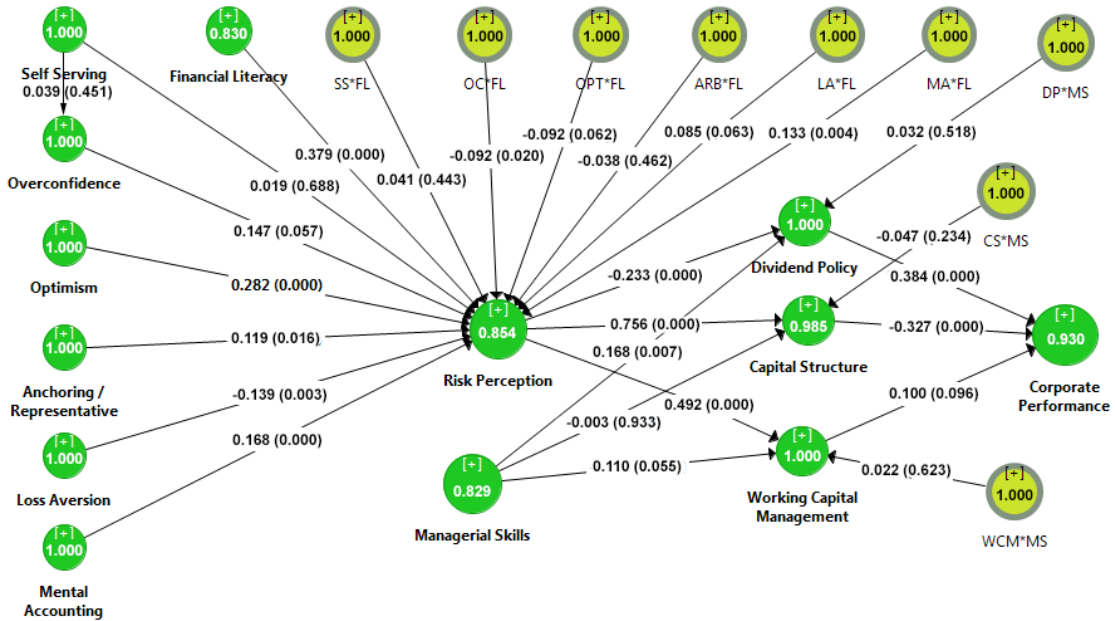 [+]
1.000
Self Serving
0.039 (0.451)
[+]
1.000
Overconfidence
[+]
1.000
Optimism
[+]
1.000
Anchoring /
Representative
[+]
1.000
Loss Aversion
[+]
1.000
Mental
Accounting
[+]
0.830
Financial Literacy
[+]
1.000
SS*FL
[+]
1.000
OC*FL
[+]
1.000
OPT*FL
[+]
1.000
ARB*FL
[+]
1.000
LA*FL
[+]
1.000
MA*FL
[+]
1.000
DP*MS
0.379 (0.000)
0.019 (0.688)
0.041 (0.443)
-0.092 (0.020)
-0.092 (0.062)
-0.038 (0.462)
0.085 (0.063)
0.133 (0.004)
0.032 (0.518)
0.147 (0.057)
0.282 (0.000)
0.119 (0.016)
-0.139 (0.003)
0.168 (0.000)
[+]
0.854
Risk Perception
-0.233 (0.000)
0.756 (0.000)
0.168 (0.007)
0.492 (0.000)
-0.003 (0.933)
0.110 (0.055)
[+]
0.829
Managerial Skills
[+]
1.000
Dividend Policy
[+]
0.985
Capital Structure
[+]
1.000
Working Capital
Management
[+]
1.000
CS*MS
-0.047 (0.234)
0.384 (0.000)
-0.327 (0.000)
0.100 (0.096)
0.022 (0.623)
[+]
0.930
Corporate
Performance
[+]
1.000
WCM*MS